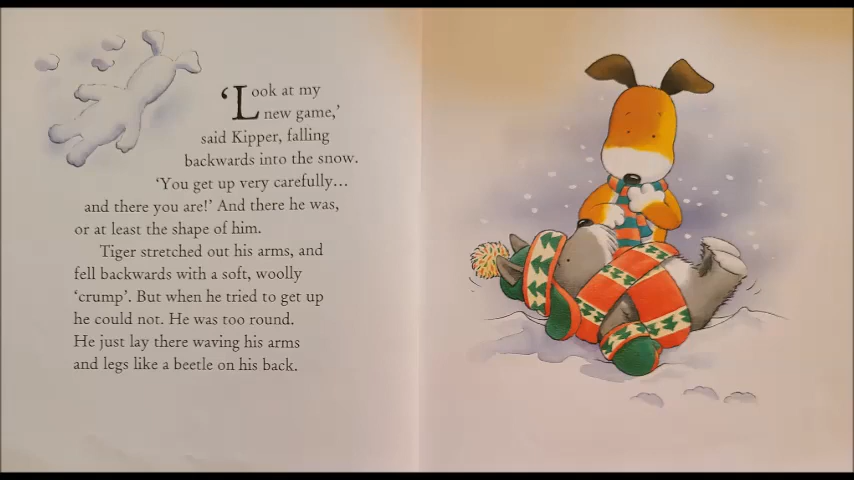 ‘Look at my
new game,’
said Kipper, falling
backwards into the snow.
‘You get up very carefully...
and there you are!’ And there he was,
or at least the shape of him.
Tiger stretched out his arms, and
fell backwards with a soft, woolly
‘crump’. But when he tried to get up
he could not. He was too round.
He just lay there waving his arms
and legs like a beetle on his back.